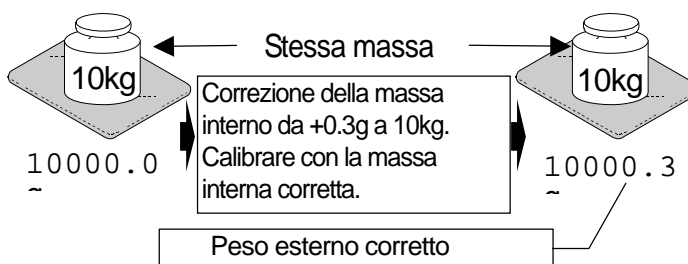 Stessa massa
10kg
10kg
Correzione della massa
interno da +0.3g a 10kg.
Calibrare con la massa
interna corretta.
10000.0
10000.3
Peso esterno corretto